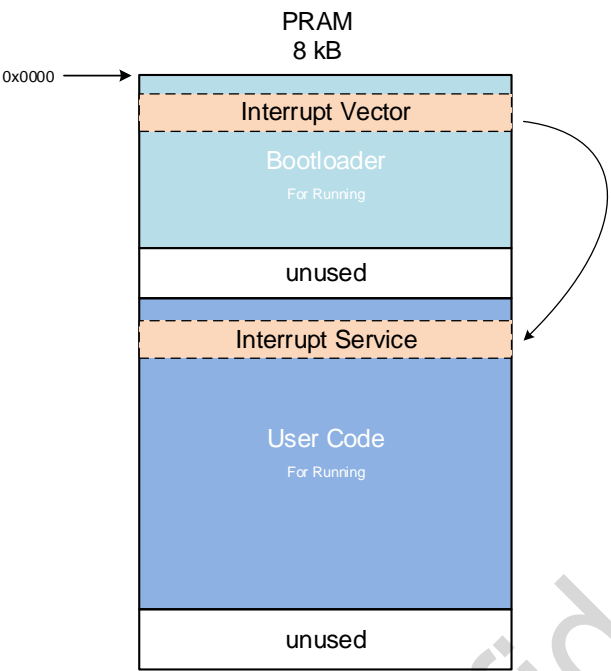 PRAM
8 kB
0x0000
Interrupt Vector
Bootloader
For Running
unused
Interrupt Service
User Code
For Running
unused